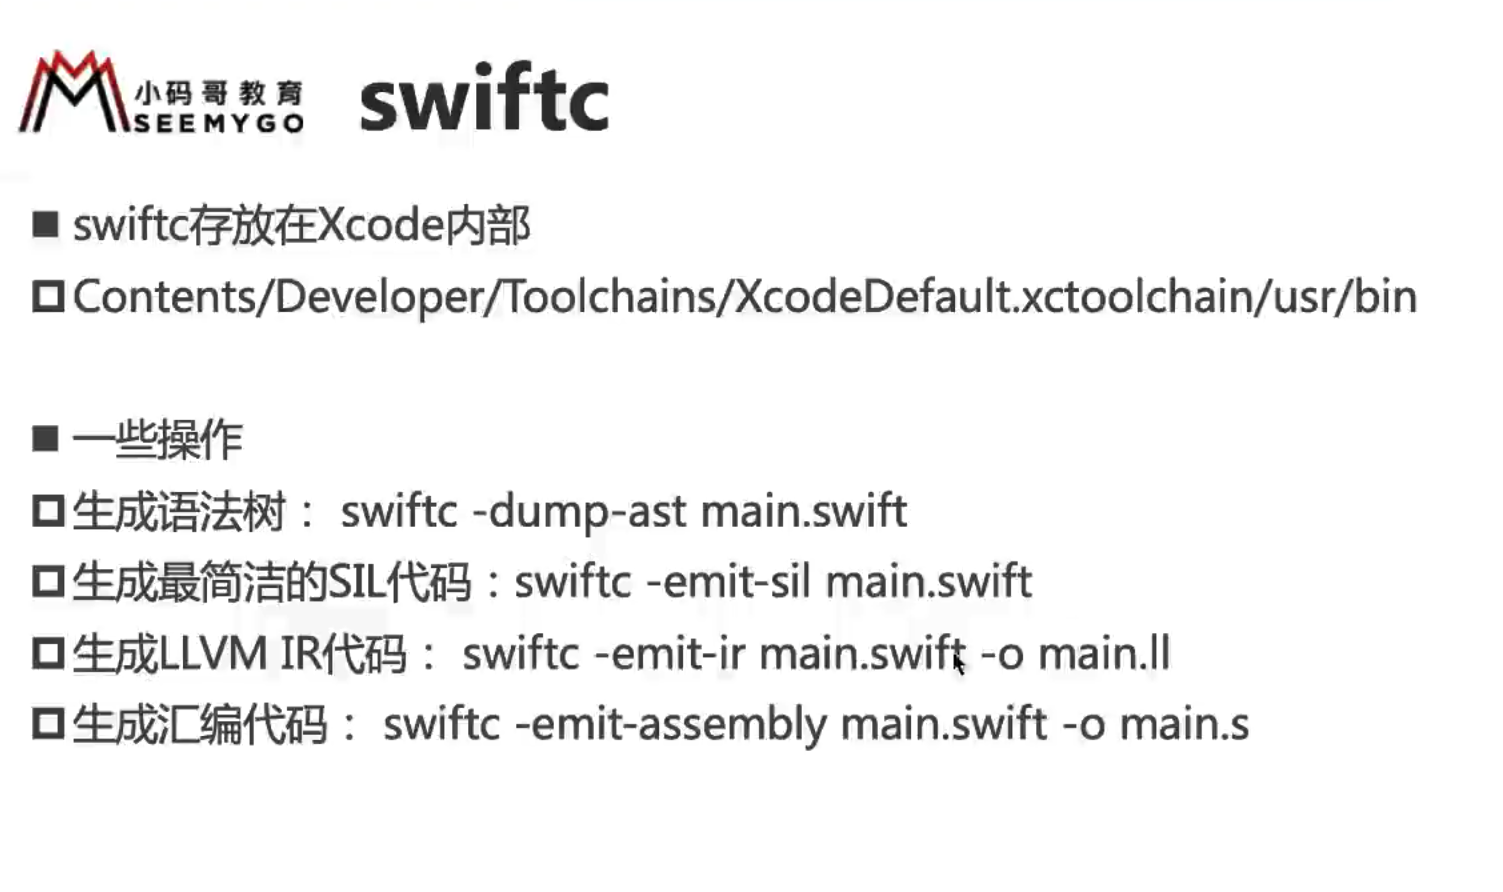 小码哥教育
SEEMYGO
swiftc
swiftc存放在Xcode内部
Contents/Developer/Toolchains/XcodeDefault.xctoolchain/usr/bin
一些操作
生成语法树： swiftc -dump-ast main.swift
生成最简洁的SIL代码：swiftc -emit-sil main.swift
生成LLVM IR代码： swiftc -emit-ir main.swift -o main.ll
生成汇编代码： swiftc -emit-assembly main.swift -o main.s